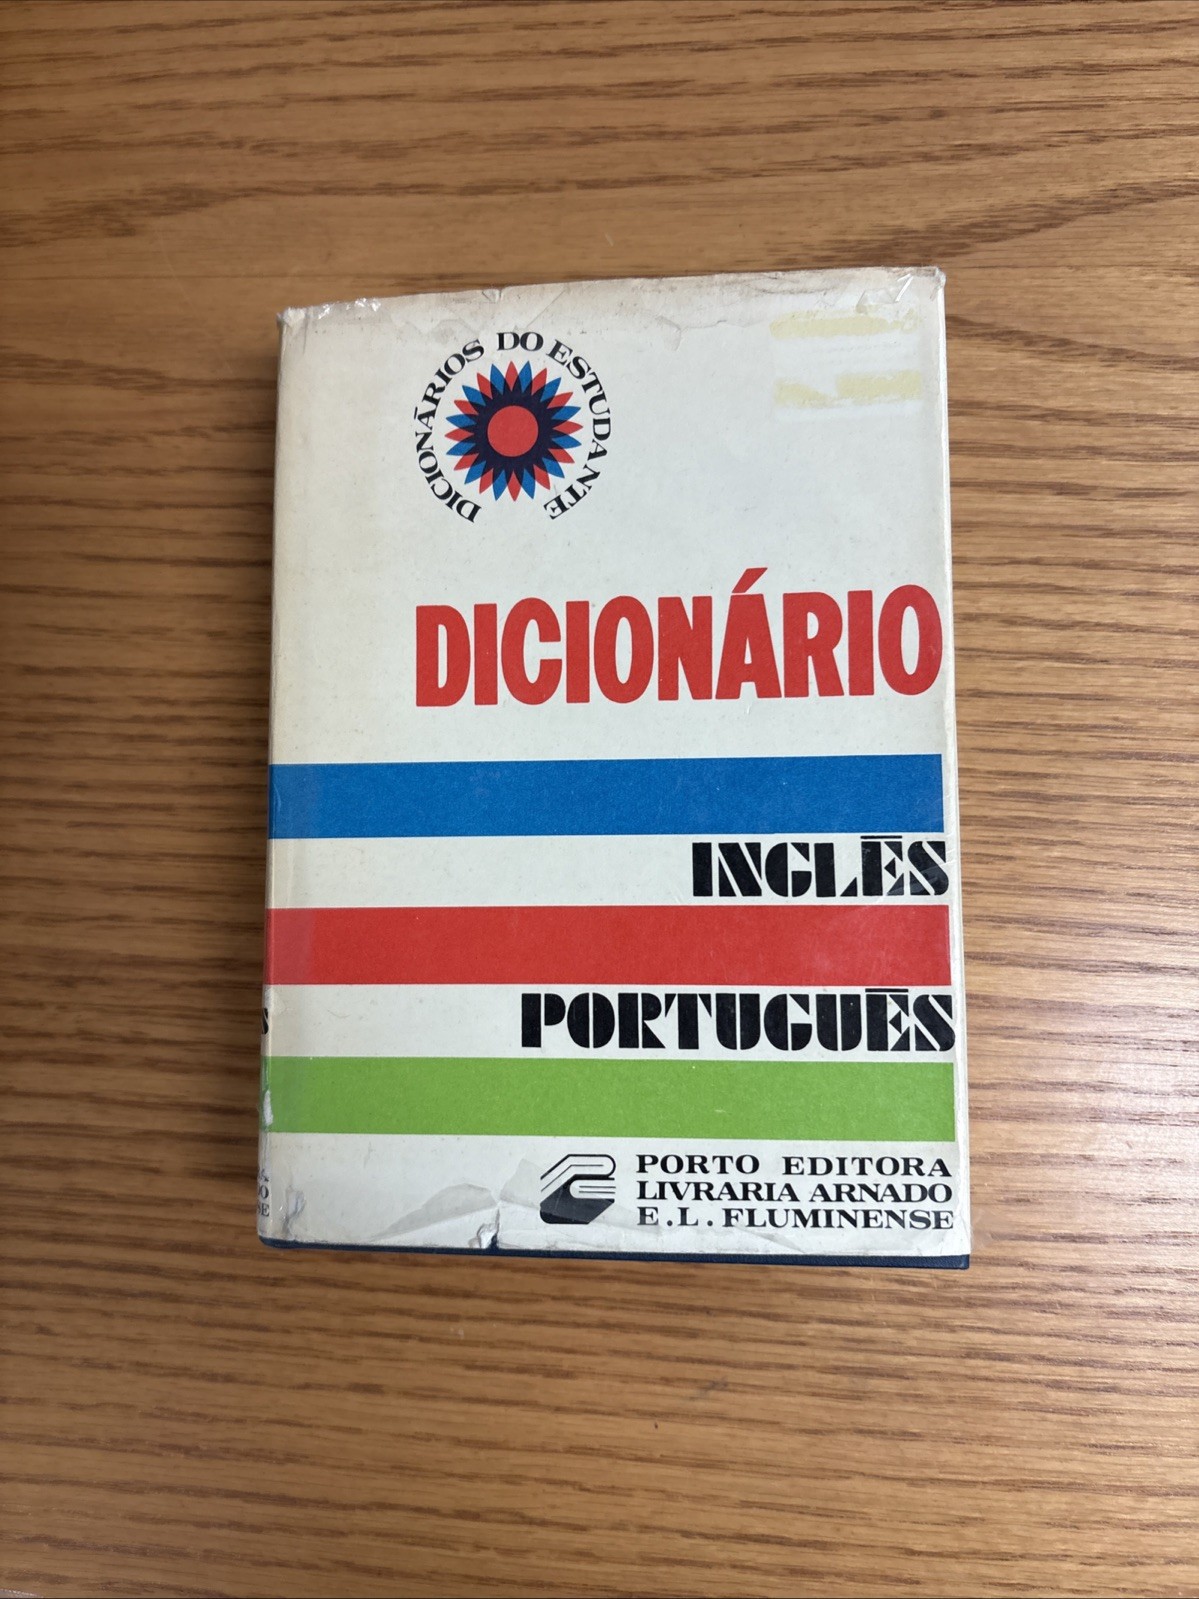 DICIONÁRIOS DO ESTUDANTE
DICIONÁRIO
INGLÊS
PORTUGUÊS
PORTO EDITORA
LIVRARIA ARNADO
E.L. FLUMINENSE